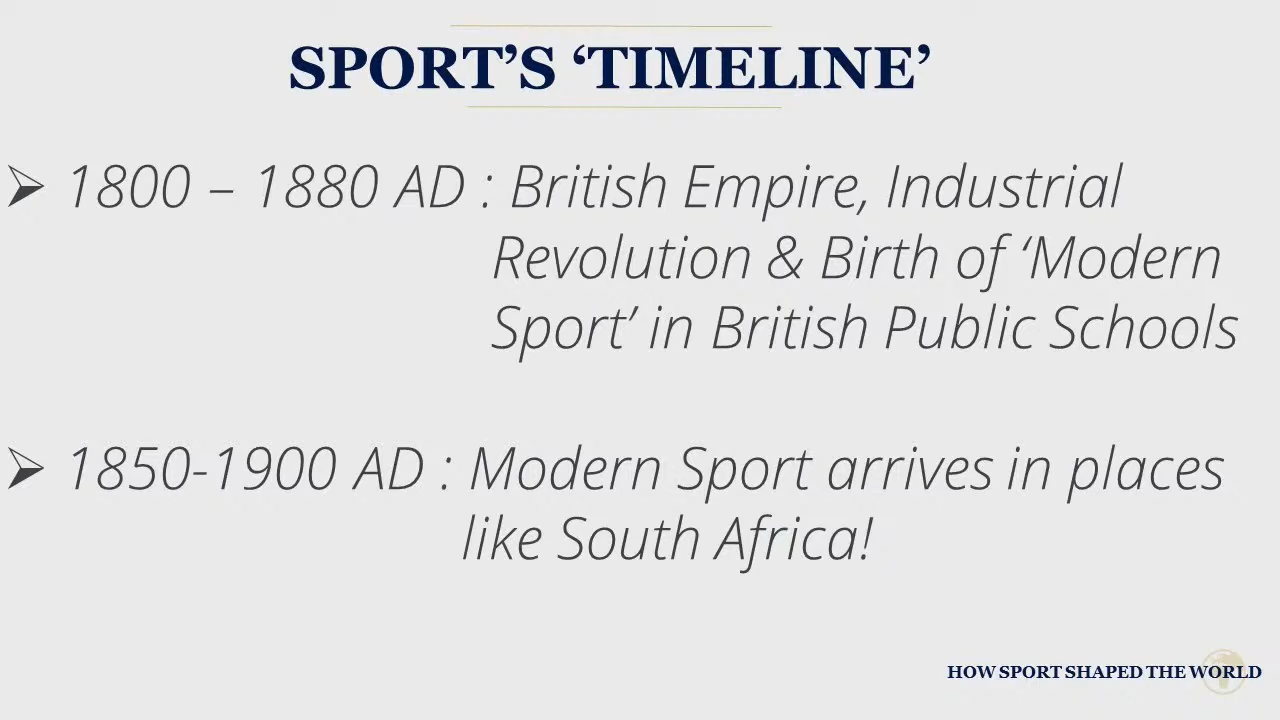 SPORT’S ‘TIMELINE’
➢ 1800 – 1880 AD : British Empire, Industrial
Revolution & Birth of ‘Modern
Sport’ in British Public Schools
➢ 1850-1900 AD : Modern Sport arrives in places
like South Africa!
HOW SPORT SHAPED THE WORLD